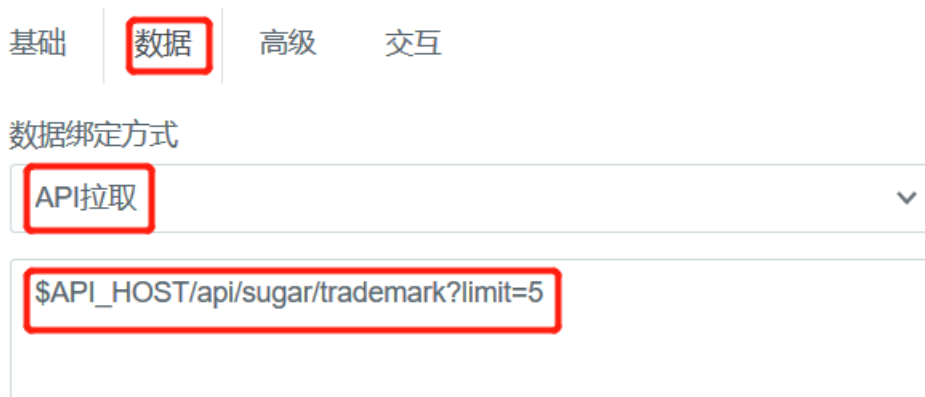 基础 数据 高级 交互
数据绑定方式
API拉取
$API_HOST/api/sugar/trademark?limit=5